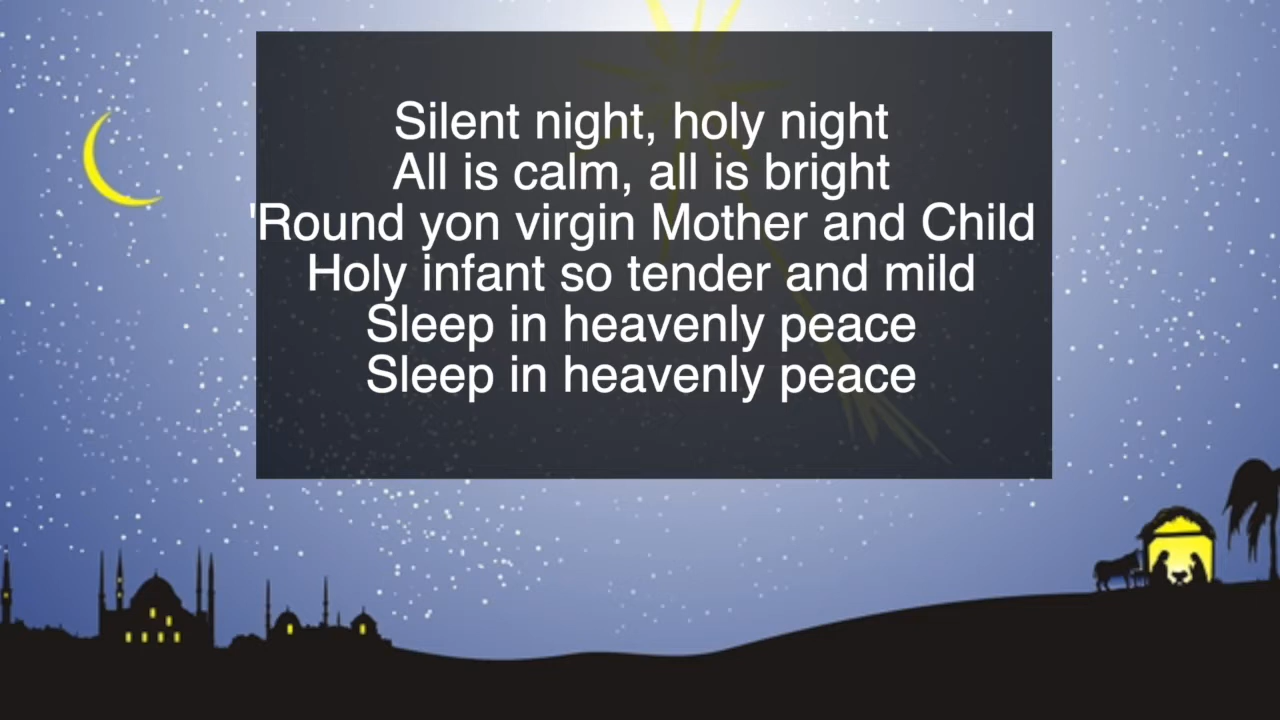 Silent night, holy night
All is calm, all is bright
'Round yon virgin Mother and Child
Holy infant so tender and mild
Sleep in heavenly peace
Sleep in heavenly peace